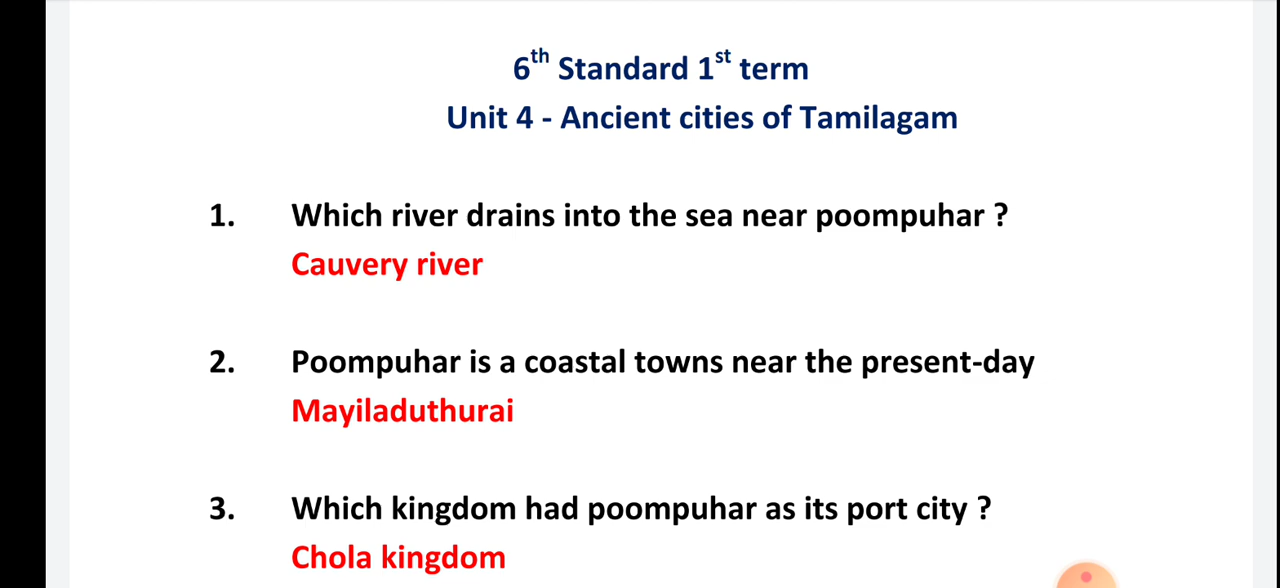 6th Standard 1st term
Unit 4 - Ancient cities of Tamilagam
1. Which river drains into the sea near poompuhar ?
Cauvery river
2. Poompuhar is a coastal towns near the present-day
Mayiladuthurai
3. Which kingdom had poompuhar as its port city ?
Chola kingdom